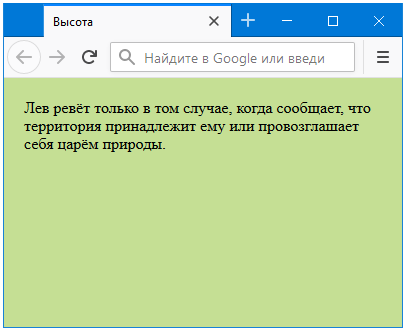 Высота
Найдите в Google или введи
Лев ревёт только в том случае, когда сообщает, что
территория принадлежит ему или провозглашает
себя царём природы.